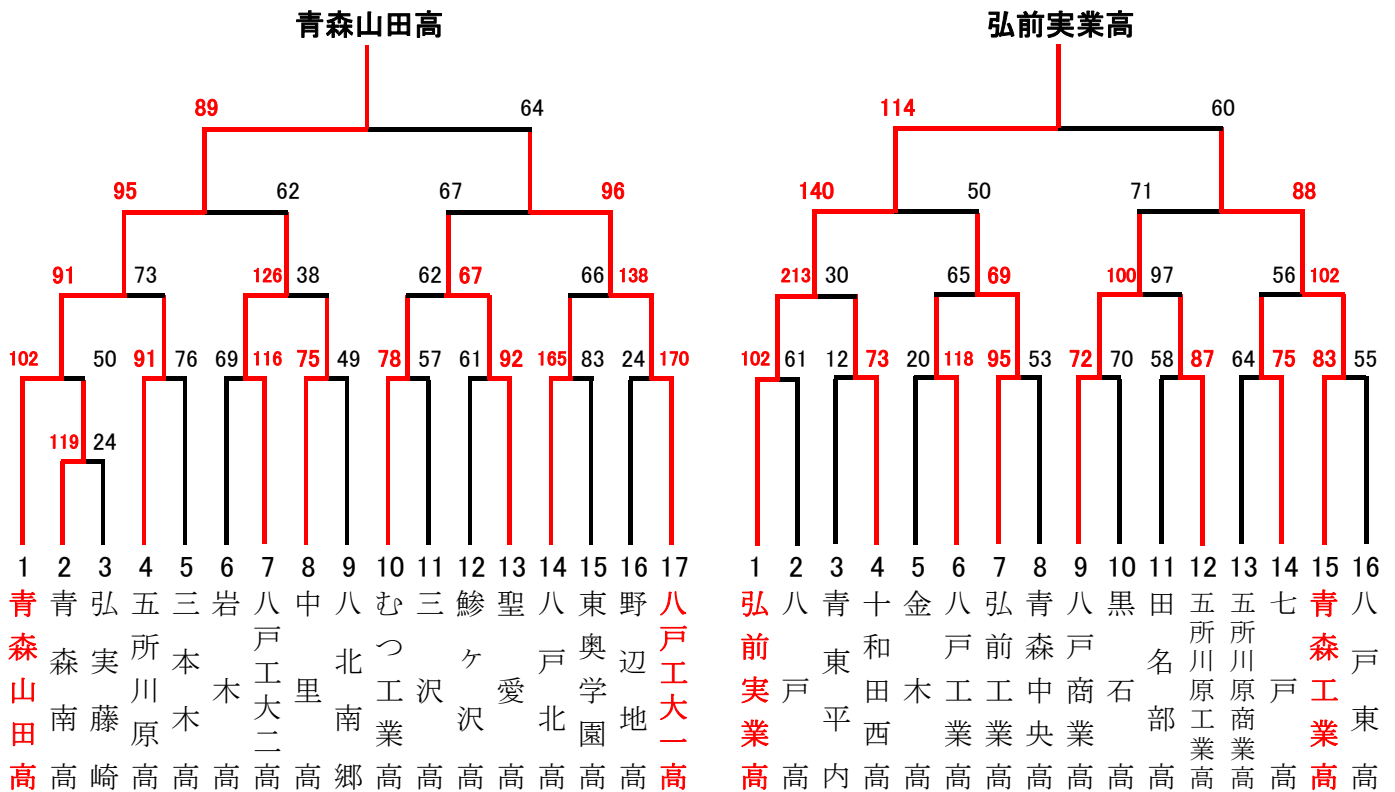 青森山田高 弘前実業高
89 64 114 60
95 62 67 96 140 50 71 88
91 73 126 38 62 67 66 138 213 30 65 69 100 97 56 102
102 50 91 76 69 116 75 49 78 57 61 92 165 83 24 170 102 61 12 73 20 118 95 53 72 70 58 87 64 75 83 55
119 24
1 2 3 4 5 6 7 8 9 10 11 12 13 14 15 16 17 1 2 3 4 5 6 7 8 9 10 11 12 13 14 15 16
青森山田高
青森南高
弘実藤崎
五所川原高
三本木高
岩木高
八戸工大二高
中里高
八北南郷
むつ工業高
三沢高
鰺ヶ沢高
聖愛高
八戸北高
東奥学園高
野辺地高
八戸工大一高
弘前実業高
八戸高
青東平内
十和田西高
金木高
八戸工業高
弘前工業高
青森中央高
八戸商業高
黒石高
田名部高
五所川原工業高
五所川原商業高
七戸高
青森工業高
八戸東高